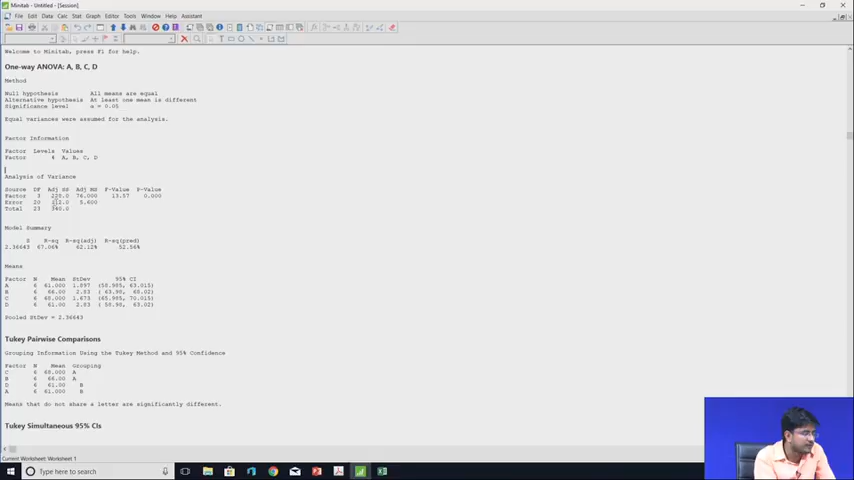 Minitab - Untitled - [Session]
File Edit Data Calc Stat Graph Editor Tools Window Help Assistant
Welcome to Minitab, press F1 for help.
One-way ANOVA: A, B, C, D
Method
Null hypothesis All means are equal
Alternative hypothesis At least one mean is different
Significance level α = 0.05
Equal variances were assumed for the analysis.
Factor Information
Factor Levels Values
Factor 4 A, B, C, D
Analysis of Variance
Source DF Adj SS Adj MS F-Value P-Value
Factor 3 76.000 13.57 0.000
Error 20 5.600
Total 23 340.0
Model Summary
S R-sq R-sq(adj) R-sq(pred)
2.36643 67.06% 62.12% 52.56%
Means
Factor N Mean StDev 95% CI
A 6 61.000 1.897 (58.985, 63.015)
B 6 66.00 2.83 ( 63.98, 68.02)
C 6 68.000 1.673 (65.985, 70.015)
D 6 61.00 2.83 ( 58.98, 63.02)
Pooled StDev = 2.36643
Tukey Pairwise Comparisons
Grouping Information Using the Tukey Method and 95% Confidence
Factor N Mean Grouping
C 6 68.000 A
B 6 66.00 A
D 6 61.00 B
A 6 61.000 B
Means that do not share a letter are significantly different.
Tukey Simultaneous 95% CIs
Current Worksheet: Worksheet 1
Type here to search